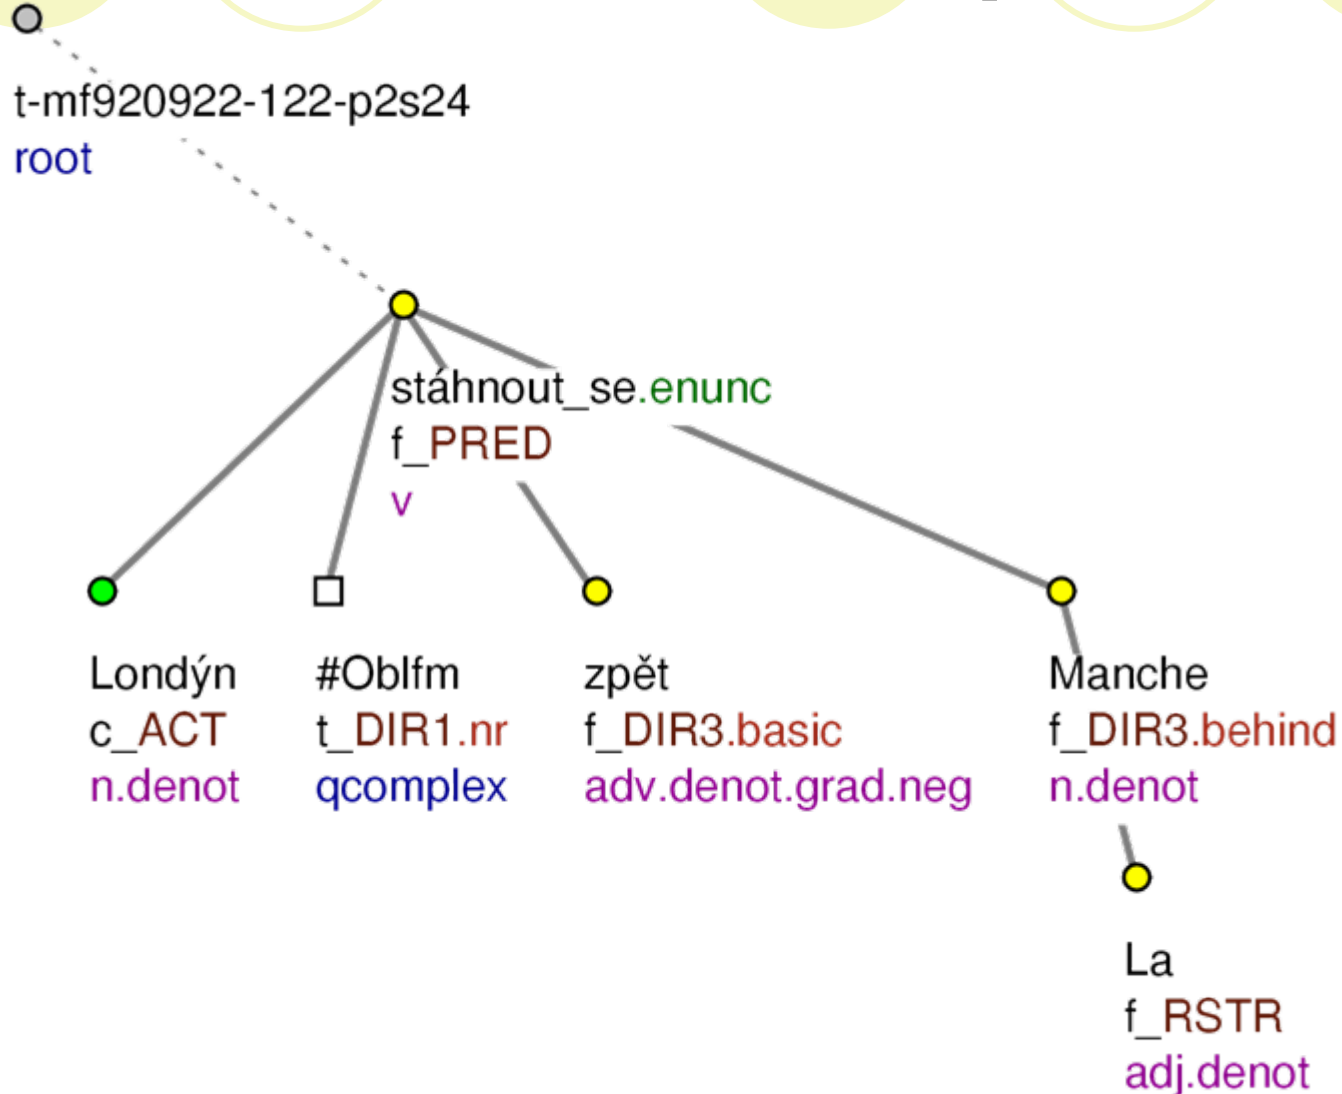 t-mf920922-122-p2s24
root
stáhnout_se.enunc
f_PRED
v
Londýn
c_ACT
n.denot
#Oblfm
t_DIR1.nr
qcomplex
zpět
f_DIR3.basic
adv.denot.grad.neg
Manche
f_DIR3.behind
n.denot
La
f_RSTR
adj.denot